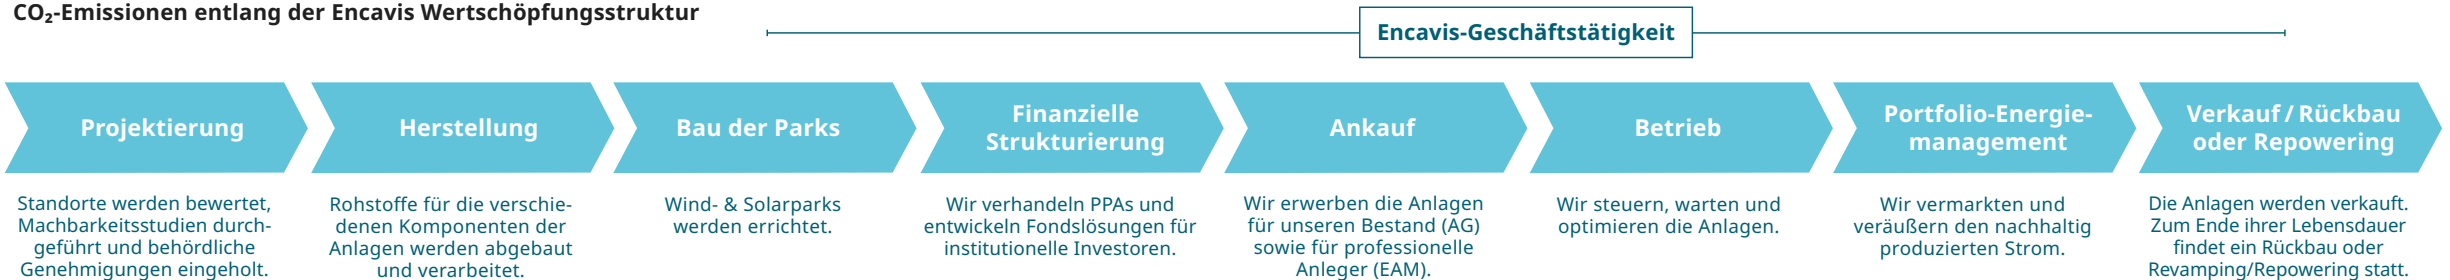 CO₂-Emissionen entlang der Encavis Wertschöpfungsstruktur
Encavis-Geschäftstätigkeit
Projektierung
Standorte werden bewertet,
Machbarkeitsstudien durch-
geführt und behördliche
Genehmigungen eingeholt.
Herstellung
Rohstoffe für die verschie-
denen Komponenten der
Anlagen werden abgebaut
und verarbeitet.
Bau der Parks
Wind- & Solarparks
werden errichtet.
Finanzielle
Strukturierung
Wir verhandeln PPAs und
entwickeln Fondslösungen für
institutionelle Investoren.
Ankauf
Wir erwerben die Anlagen
für unseren Bestand (AG)
sowie für professionelle
Anleger (EAM).
Betrieb
Wir steuern, warten und
optimieren die Anlagen.
Portfolio-Energie-
management
Wir vermarkten und
veräußern den nachhaltig
produzierten Strom.
Verkauf / Rückbau
oder Repowering
Die Anlagen werden verkauft.
Zum Ende ihrer Lebensdauer
findet ein Rückbau oder
Revamping/Repowering statt.